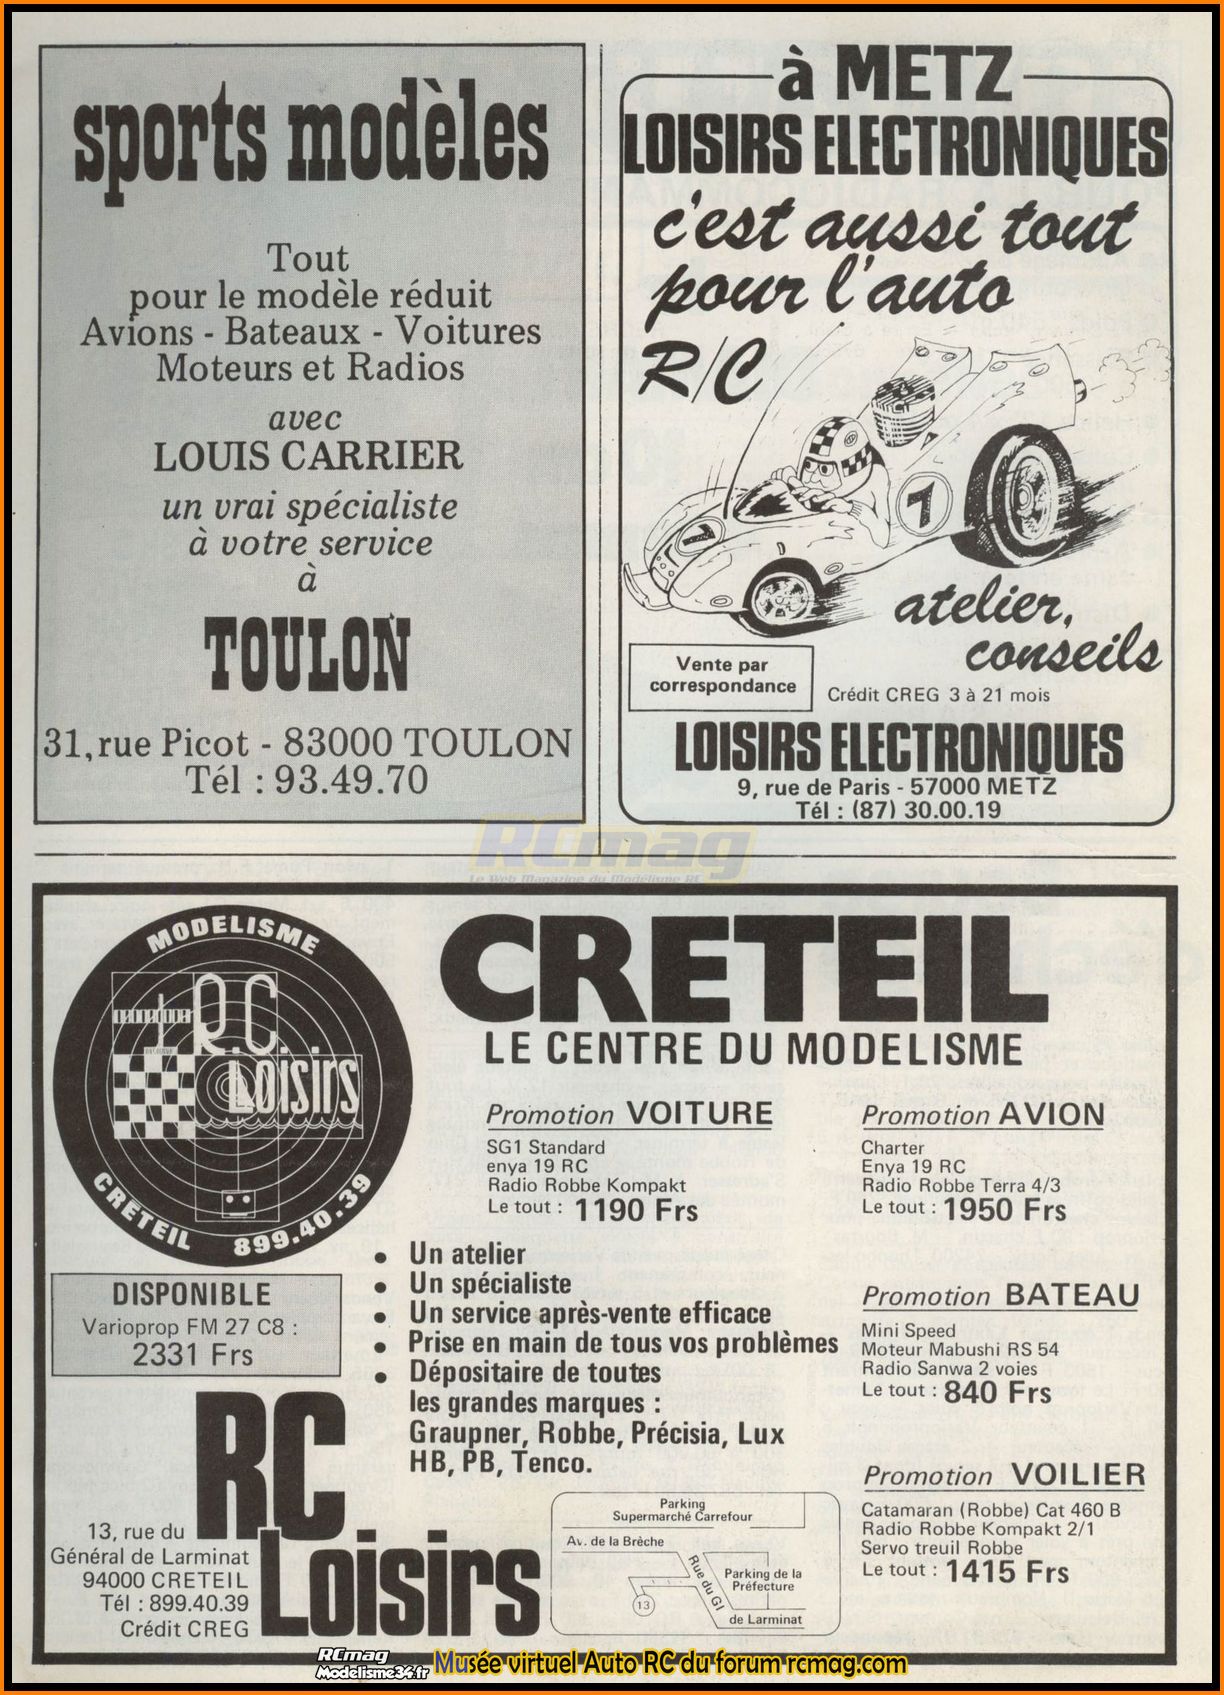 sports modèles
Tout
pour le modèle réduit
Avions - Bateaux - Voitures
Moteurs et Radios
avec
LOUIS CARRIER
un vrai spécialiste
à votre service
à
TOULON
31, rue Picot - 83000 TOULON
Tél : 93.49.70
à METZ
LOISIRS ELECTRONIQUES
c'est aussi tout
pour l'auto
R/C
1
7
atelier,
conseils
Vente par
correspondance
Crédit CREG 3 à 21 mois
LOISIRS ELECTRONIQUES
9, rue de Paris - 57000 METZ
Tél : (87) 30.00.19
RCmag
Le Web Magazine du Modélisme RC
MODELISME
RC
Loisirs
CRÉTEIL 899.40.39
CRETEIL
LE CENTRE DU MODELISME
Promotion VOITURE
SG1 Standard
enya 19 RC
Radio Robbe Kompakt
Le tout : 1190 Frs
Promotion AVION
Charter
Enya 19 RC
Radio Robbe Terra 4/3
Le tout : 1950 Frs
• Un atelier
• Un spécialiste
• Un service après-vente efficace
• Prise en main de tous vos problèmes
• Dépositaire de toutes
les grandes marques :
Graupner, Robbe, Précisia, Lux
HB, PB, Tenco.
DISPONIBLE
Varioprop FM 27 C8 :
2331 Frs
Promotion BATEAU
Mini Speed
Moteur Mabushi RS 54
Radio Sanwa 2 voies
Le tout : 840 Frs
Promotion VOILIER
Catamaran (Robbe) Cat 460 B
Radio Robbe Kompakt 2/1
Servo treuil Robbe
Le tout : 1415 Frs
RC
Loisirs
13, rue du
Général de Larminat
94000 CRETEIL
Tél : 899.40.39
Crédit CREG
Parking
Supermarché Carrefour
Av. de la Brèche
Rue du Gl
Parking de la
Préfecture
13
de Larminat
RCmag
Modelisme34.fr
Musée virtuel Auto RC du forum rcmag.com